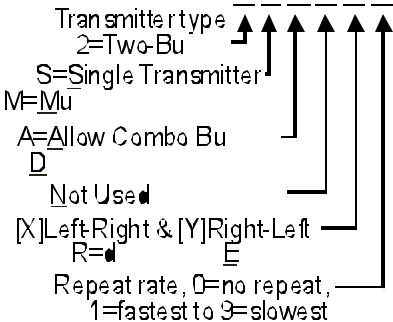 Transmitter type
2=Two-Bu
S=Single Transmitter
M=Mu
A=Allow Combo Bu
D
Not Used
[X]Left-Right & [Y]Right-Left
R=d E
Repeat rate, 0=no repeat,
1=fastest to 9=slowest